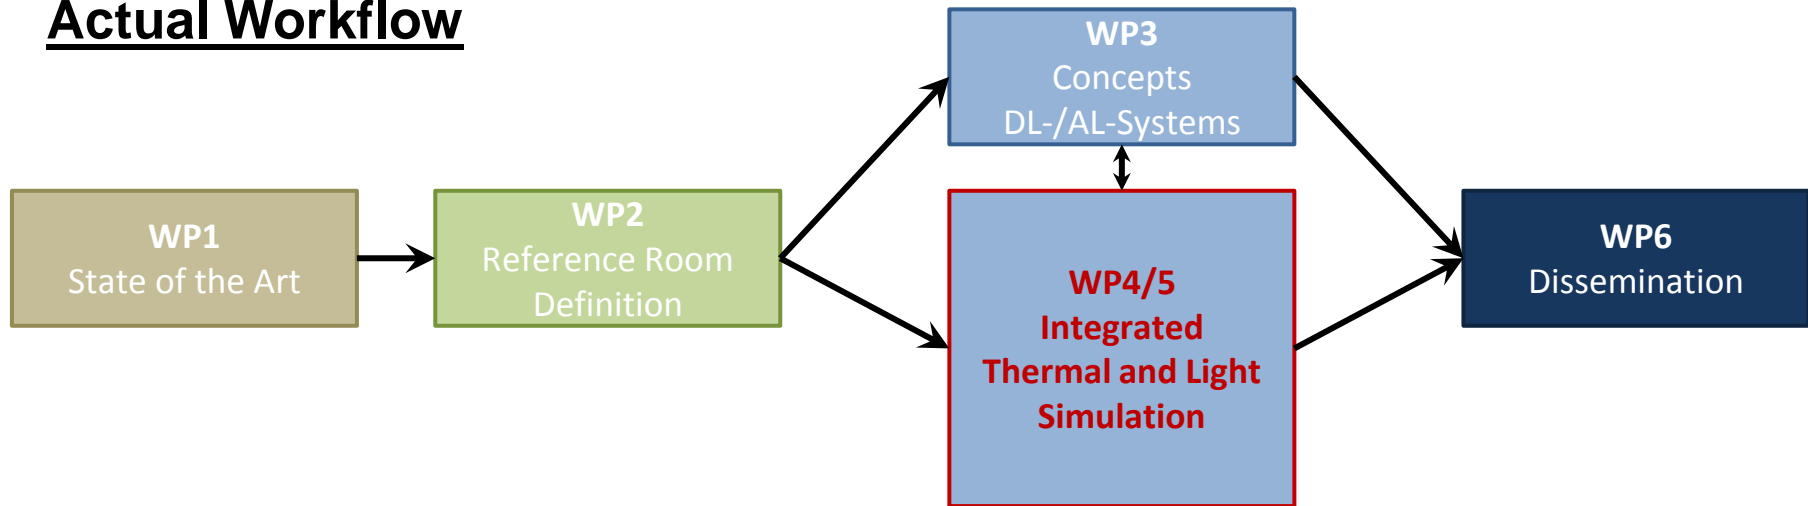 Actual Workflow
WP1
State of the Art
WP2
Reference Room
Definition
WP3
Concepts
DL-/AL-Systems
WP4/5
Integrated
Thermal and Light
Simulation
WP6
Dissemination